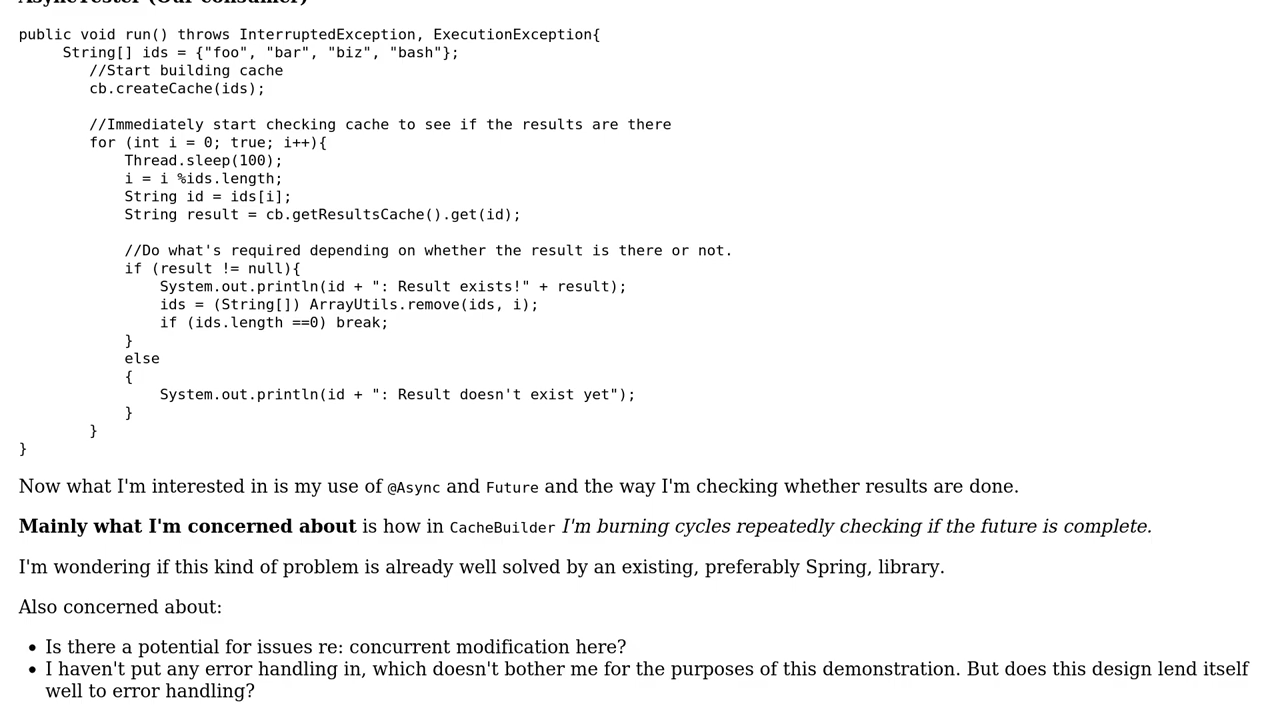 AsyncTester (Our consumer)
public void run() throws InterruptedException, ExecutionException{
     String[] ids = {"foo", "bar", "biz", "bash"};
        //Start building cache
        cb.createCache(ids);

        //Immediately start checking cache to see if the results are there
        for (int i = 0; true; i++){
            Thread.sleep(100);
            i = i %ids.length;
            String id = ids[i];
            String result = cb.getResultsCache().get(id);

            //Do what's required depending on whether the result is there or not.
            if (result != null){
                System.out.println(id + ": Result exists!" + result);
                ids = (String[]) ArrayUtils.remove(ids, i);
                if (ids.length ==0) break;
            }
            else
            {
                System.out.println(id + ": Result doesn't exist yet");
            }
        }
}
Now what I'm interested in is my use of @Async and Future and the way I'm checking whether results are done.
Mainly what I'm concerned about is how in CacheBuilder I'm burning cycles repeatedly checking if the future is complete.
I'm wondering if this kind of problem is already well solved by an existing, preferably Spring, library.
Also concerned about:
• Is there a potential for issues re: concurrent modification here?
• I haven't put any error handling in, which doesn't bother me for the purposes of this demonstration. But does this design lend itself
well to error handling?